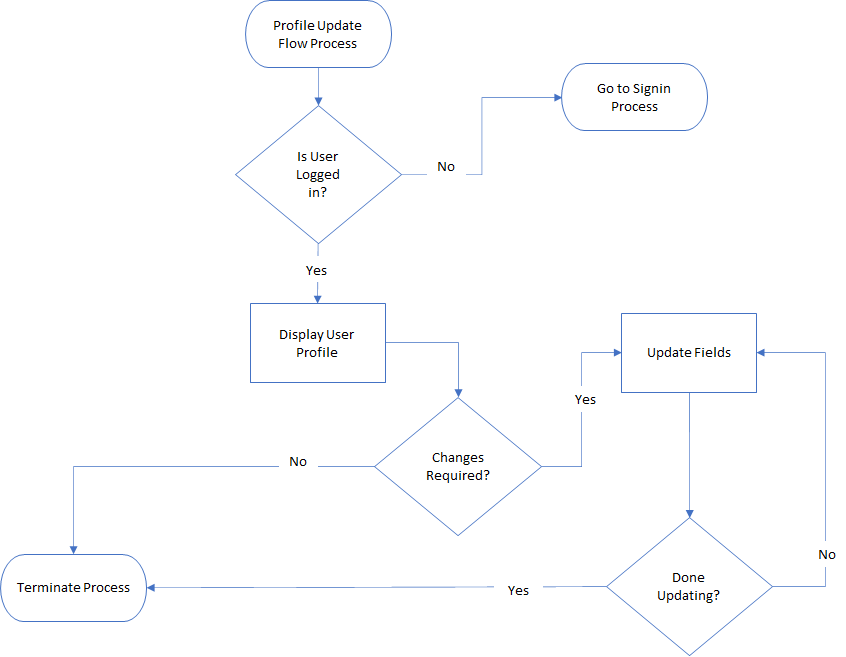 Profile Update
Flow Process
Go to Signin
Process
Is User
Logged
in?
No
Yes
Display User
Profile
Update Fields
Yes
Changes
Required?
No
No
Terminate Process
Done
Updating?
Yes